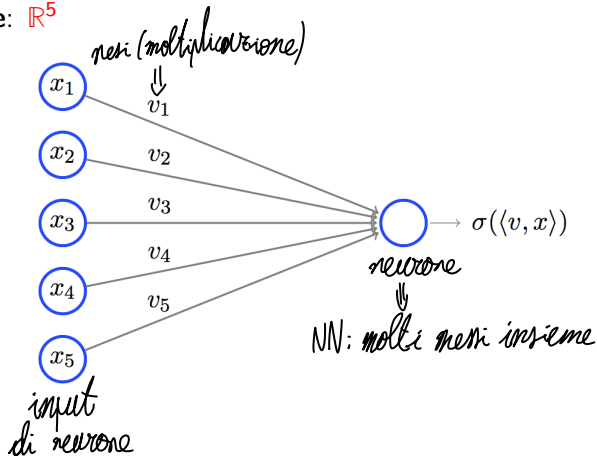 e: ℝ⁵
pesi (moltiplicazione)
⇓
x₁
v₁
x₂
v₂
x₃
v₃
σ(⟨v, x⟩)
x₄
v₄
neurone
⇓
x₅
v₅
NN: molti messi insieme
input
di neurone